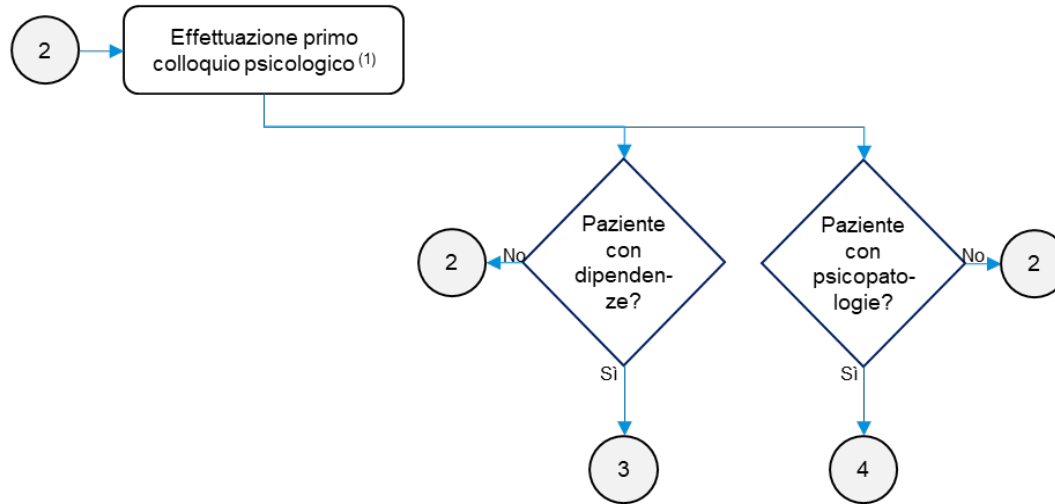 2
Effettuazione primo
colloquio psicologico (1)
Paziente
con
dipenden-
ze?
No
2
Sì
3
Paziente
con
psicopato-
logie?
No
2
Sì
4